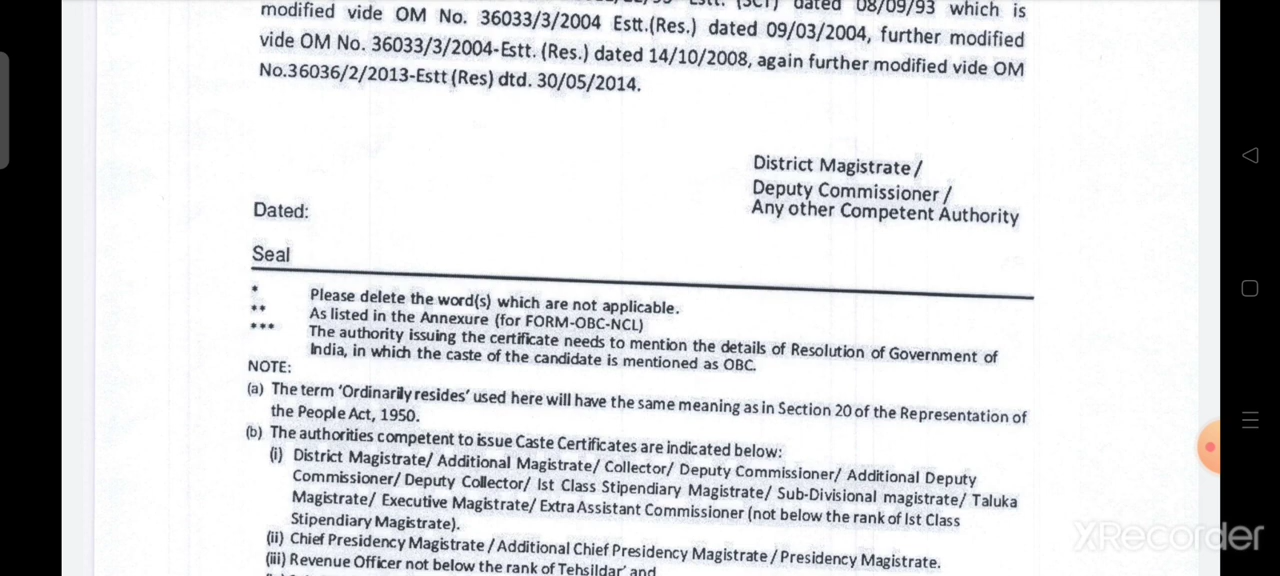 dated 08/09/93 which is
modified vide OM No. 36033/3/2004 Estt.(Res.) dated 09/03/2004, further modified
vide OM No. 36033/3/2004-Estt. (Res.) dated 14/10/2008, again further modified vide OM
No.36036/2/2013-Estt (Res) dtd. 30/05/2014.
District Magistrate /
Deputy Commissioner /
Any other Competent Authority
Dated:
Seal
* Please delete the word(s) which are not applicable.
** As listed in the Annexure (for FORM-OBC-NCL)
*** The authority issuing the certificate needs to mention the details of Resolution of Government of
India, in which the caste of the candidate is mentioned as OBC.
NOTE:
(a) The term ‘Ordinarily resides’ used here will have the same meaning as in Section 20 of the Representation of
the People Act, 1950.
(b) The authorities competent to issue Caste Certificates are indicated below:
(i) District Magistrate/ Additional Magistrate/ Collector/ Deputy Commissioner/ Additional Deputy
Commissioner/ Deputy Collector/ Ist Class Stipendiary Magistrate/ Sub-Divisional magistrate/ Taluka
Magistrate/ Executive Magistrate/ Extra Assistant Commissioner (not below the rank of Ist Class
Stipendiary Magistrate).
(ii) Chief Presidency Magistrate / Additional Chief Presidency Magistrate / Presidency Magistrate.
(iii) Revenue Officer not below the rank of Tehsildar’ and
XRecorder